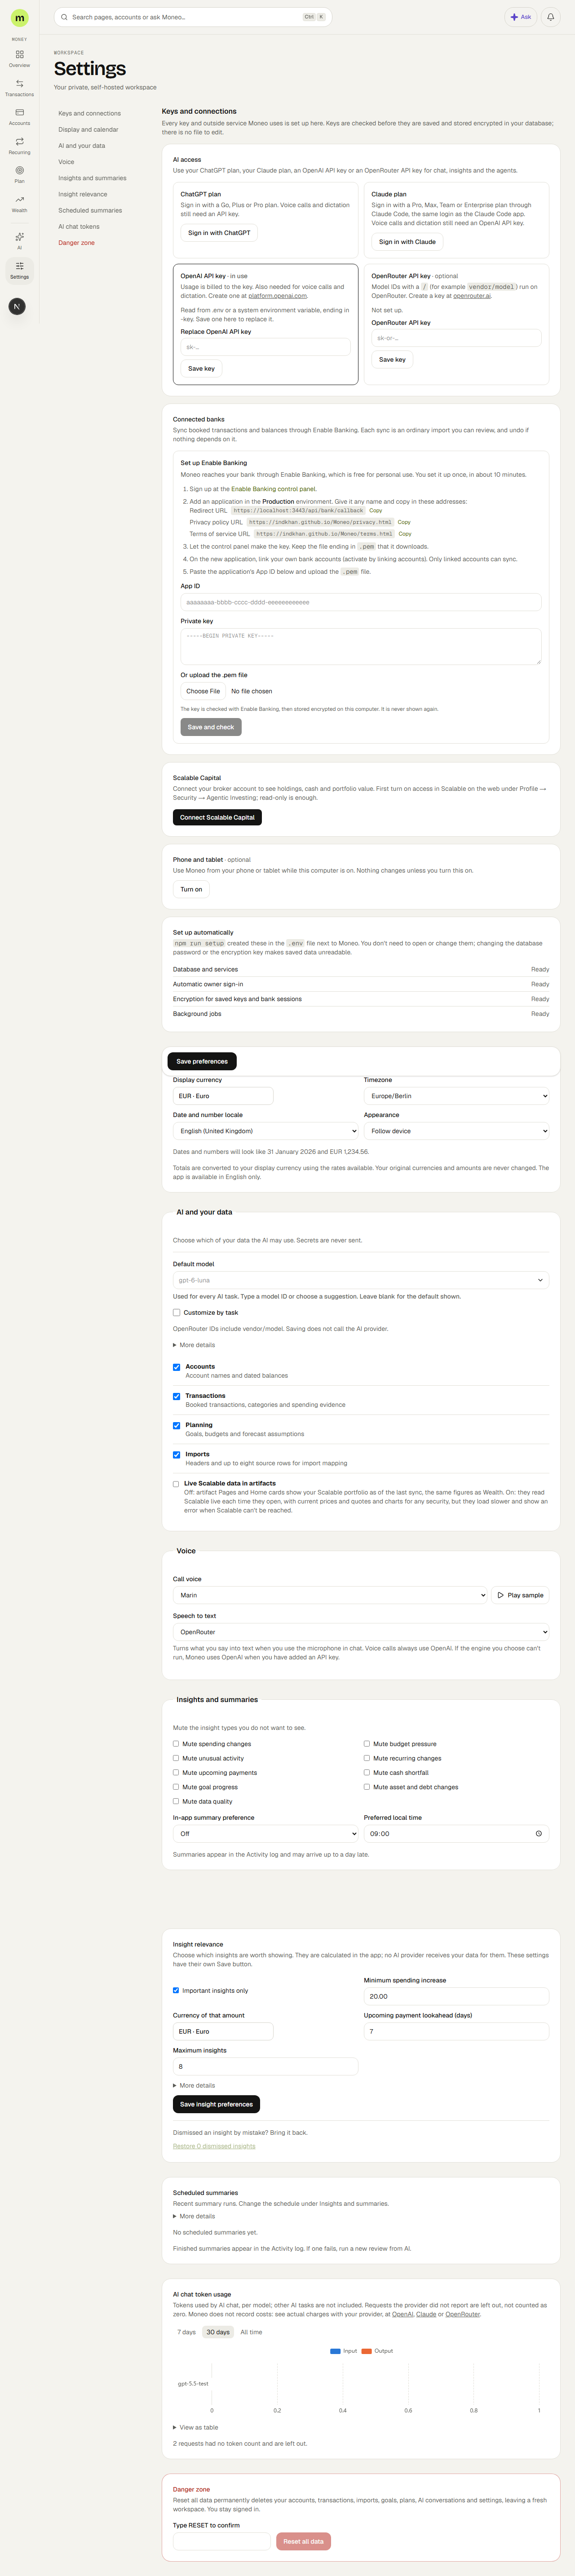 m
Search pages, accounts or ask Moneo...
Ctrl K
Ask
MONEY
Overview
Transactions
Accounts
Recurring
Plan
Wealth
AI
Settings
N
WORKSPACE
Settings
Your private, self-hosted workspace
Keys and connections
Display and calendar
AI and your data
Voice
Insights and summaries
Insight relevance
Scheduled summaries
AI chat tokens
Danger zone
Keys and connections
Every key and outside service Moneo uses is set up here. Keys are checked before they are saved and stored encrypted in your database;
there is no file to edit.
AI access
Use your ChatGPT plan, your Claude plan, an OpenAI API key or an OpenRouter API key for chat, insights and the agents.
ChatGPT plan
Sign in with a Go, Plus or Pro plan. Voice calls and dictation
still need an API key.
Sign in with ChatGPT
Claude plan
Sign in with a Pro, Max, Team or Enterprise plan through
Claude Code, the same login as the Claude Code app.
Voice calls and dictation still need an OpenAI API key.
Sign in with Claude
OpenAI API key · in use
Usage is billed to the key. Also needed for voice calls and
dictation. Create one at platform.openai.com.
Read from .env or a system environment variable, ending in
-key. Save one here to replace it.
Replace OpenAI API key
sk-...
Save key
OpenRouter API key · optional
Model IDs with a / (for example vendor/model) run on
OpenRouter. Create a key at openrouter.ai.
Not set up.
OpenRouter API key
sk-or-...
Save key
Connected banks
Sync booked transactions and balances through Enable Banking. Each sync is an ordinary import you can review, and undo if
nothing depends on it.
Set up Enable Banking
Moneo reaches your bank through Enable Banking, which is free for personal use. You set it up once, in about 10 minutes.
1. Sign up at the Enable Banking control panel.
2. Add an application in the Production environment. Give it any name and copy in these addresses:
Redirect URL https://localhost:3443/api/bank/callback Copy
Privacy policy URL https://indkhan.github.io/Moneo/privacy.html Copy
Terms of service URL https://indkhan.github.io/Moneo/terms.html Copy
3. Let the control panel make the key. Keep the file ending in .pem that it downloads.
4. On the new application, link your own bank accounts (activate by linking accounts). Only linked accounts can sync.
5. Paste the application's App ID below and upload the .pem file.
App ID
aaaaaaaa-bbbb-cccc-dddd-eeeeeeeeeeee
Private key
-----BEGIN PRIVATE KEY-----
Or upload the .pem file
Choose File No file chosen
The key is checked with Enable Banking, then stored encrypted on this computer. It is never shown again.
Save and check
Scalable Capital
Connect your broker account to see holdings, cash and portfolio value. First turn on access in Scalable on the web under Profile →
Security → Agentic Investing; read-only is enough.
Connect Scalable Capital
Phone and tablet · optional
Use Moneo from your phone or tablet while this computer is on. Nothing changes unless you turn this on.
Turn on
Set up automatically
npm run setup created these in the .env file next to Moneo. You don't need to open or change them; changing the database
password or the encryption key makes saved data unreadable.
Database and services Ready
Automatic owner sign-in Ready
Encryption for saved keys and bank sessions Ready
Background jobs Ready
Save preferences
Display currency
EUR · Euro
Timezone
Europe/Berlin
Date and number locale
English (United Kingdom)
Appearance
Follow device
Dates and numbers will look like 31 January 2026 and EUR 1,234.56.
Totals are converted to your display currency using the rates available. Your original currencies and amounts are never changed. The
app is available in English only.
AI and your data
Choose which of your data the AI may use. Secrets are never sent.
Default model
gpt-6-luna
Used for every AI task. Type a model ID or choose a suggestion. Leave blank for the default shown.
Customize by task
OpenRouter IDs include vendor/model. Saving does not call the AI provider.
More details
Accounts
Account names and dated balances
Transactions
Booked transactions, categories and spending evidence
Planning
Goals, budgets and forecast assumptions
Imports
Headers and up to eight source rows for import mapping
Live Scalable data in artifacts
Off: artifact Pages and Home cards show your Scalable portfolio as of the last sync, the same figures as Wealth. On: they read
Scalable live each time they open, with current prices and quotes and charts for any security, but they load slower and show an
error when Scalable can't be reached.
Voice
Call voice
Marin
Play sample
Speech to text
OpenRouter
Turns what you say into text when you use the microphone in chat. Voice calls always use OpenAI. If the engine you choose can't
run, Moneo uses OpenAI when you have added an API key.
Insights and summaries
Mute the insight types you do not want to see.
Mute spending changes
Mute budget pressure
Mute unusual activity
Mute recurring changes
Mute upcoming payments
Mute cash shortfall
Mute goal progress
Mute asset and debt changes
Mute data quality
In-app summary preference
Off
Preferred local time
09:00
Summaries appear in the Activity log and may arrive up to a day late.
Insight relevance
Choose which insights are worth showing. They are calculated in the app; no AI provider receives your data for them. These settings
have their own Save button.
Important insights only
Minimum spending increase
20.00
Currency of that amount
EUR · Euro
Upcoming payment lookahead (days)
7
Maximum insights
8
More details
Save insight preferences
Dismissed an insight by mistake? Bring it back.
Restore 0 dismissed insights
Scheduled summaries
Recent summary runs. Change the schedule under Insights and summaries.
More details
No scheduled summaries yet.
Finished summaries appear in the Activity log. If one fails, run a new review from AI.
AI chat token usage
Tokens used by AI chat, per model; other AI tasks are not included. Requests the provider did not report are left out, not counted as
zero. Moneo does not record costs: see actual charges with your provider, at OpenAI, Claude or OpenRouter.
7 days 30 days All time
Input Output
gpt-5.5-test
0 0.2 0.4 0.6 0.8 1
View as table
2 requests had no token count and are left out.
Danger zone
Reset all data permanently deletes your accounts, transactions, imports, goals, plans, AI conversations and settings, leaving a fresh
workspace. You stay signed in.
Type RESET to confirm
Reset all data